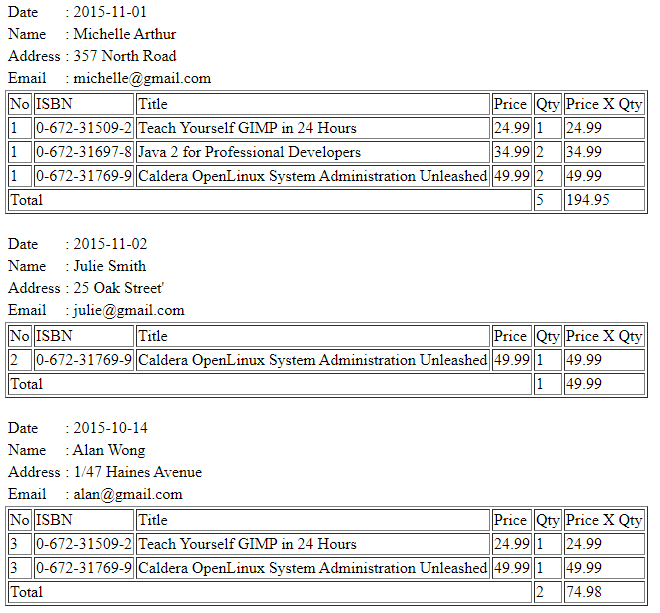 Date : 2015-11-01
Name : Michelle Arthur
Address : 357 North Road
Email : michelle@gmail.com
No ISBN Title Price Qty Price X Qty
1 0-672-31509-2 Teach Yourself GIMP in 24 Hours 24.99 1 24.99
1 0-672-31697-8 Java 2 for Professional Developers 34.99 2 34.99
1 0-672-31769-9 Caldera OpenLinux System Administration Unleashed 49.99 2 49.99
Total 5 194.95
Date : 2015-11-02
Name : Julie Smith
Address : 25 Oak Street'
Email : julie@gmail.com
No ISBN Title Price Qty Price X Qty
2 0-672-31769-9 Caldera OpenLinux System Administration Unleashed 49.99 1 49.99
Total 1 49.99
Date : 2015-10-14
Name : Alan Wong
Address : 1/47 Haines Avenue
Email : alan@gmail.com
No ISBN Title Price Qty Price X Qty
3 0-672-31509-2 Teach Yourself GIMP in 24 Hours 24.99 1 24.99
3 0-672-31769-9 Caldera OpenLinux System Administration Unleashed 49.99 1 49.99
Total 2 74.98